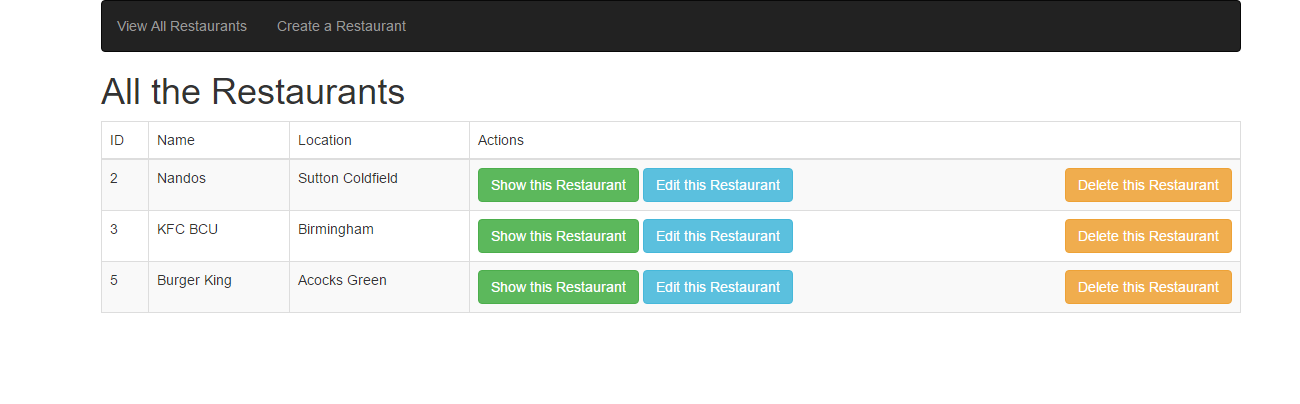 View All Restaurants Create a Restaurant
All the Restaurants
ID Name Location Actions
2 Nandos Sutton Coldfield Show this Restaurant Edit this Restaurant Delete this Restaurant
3 KFC BCU Birmingham Show this Restaurant Edit this Restaurant Delete this Restaurant
5 Burger King Acocks Green Show this Restaurant Edit this Restaurant Delete this Restaurant